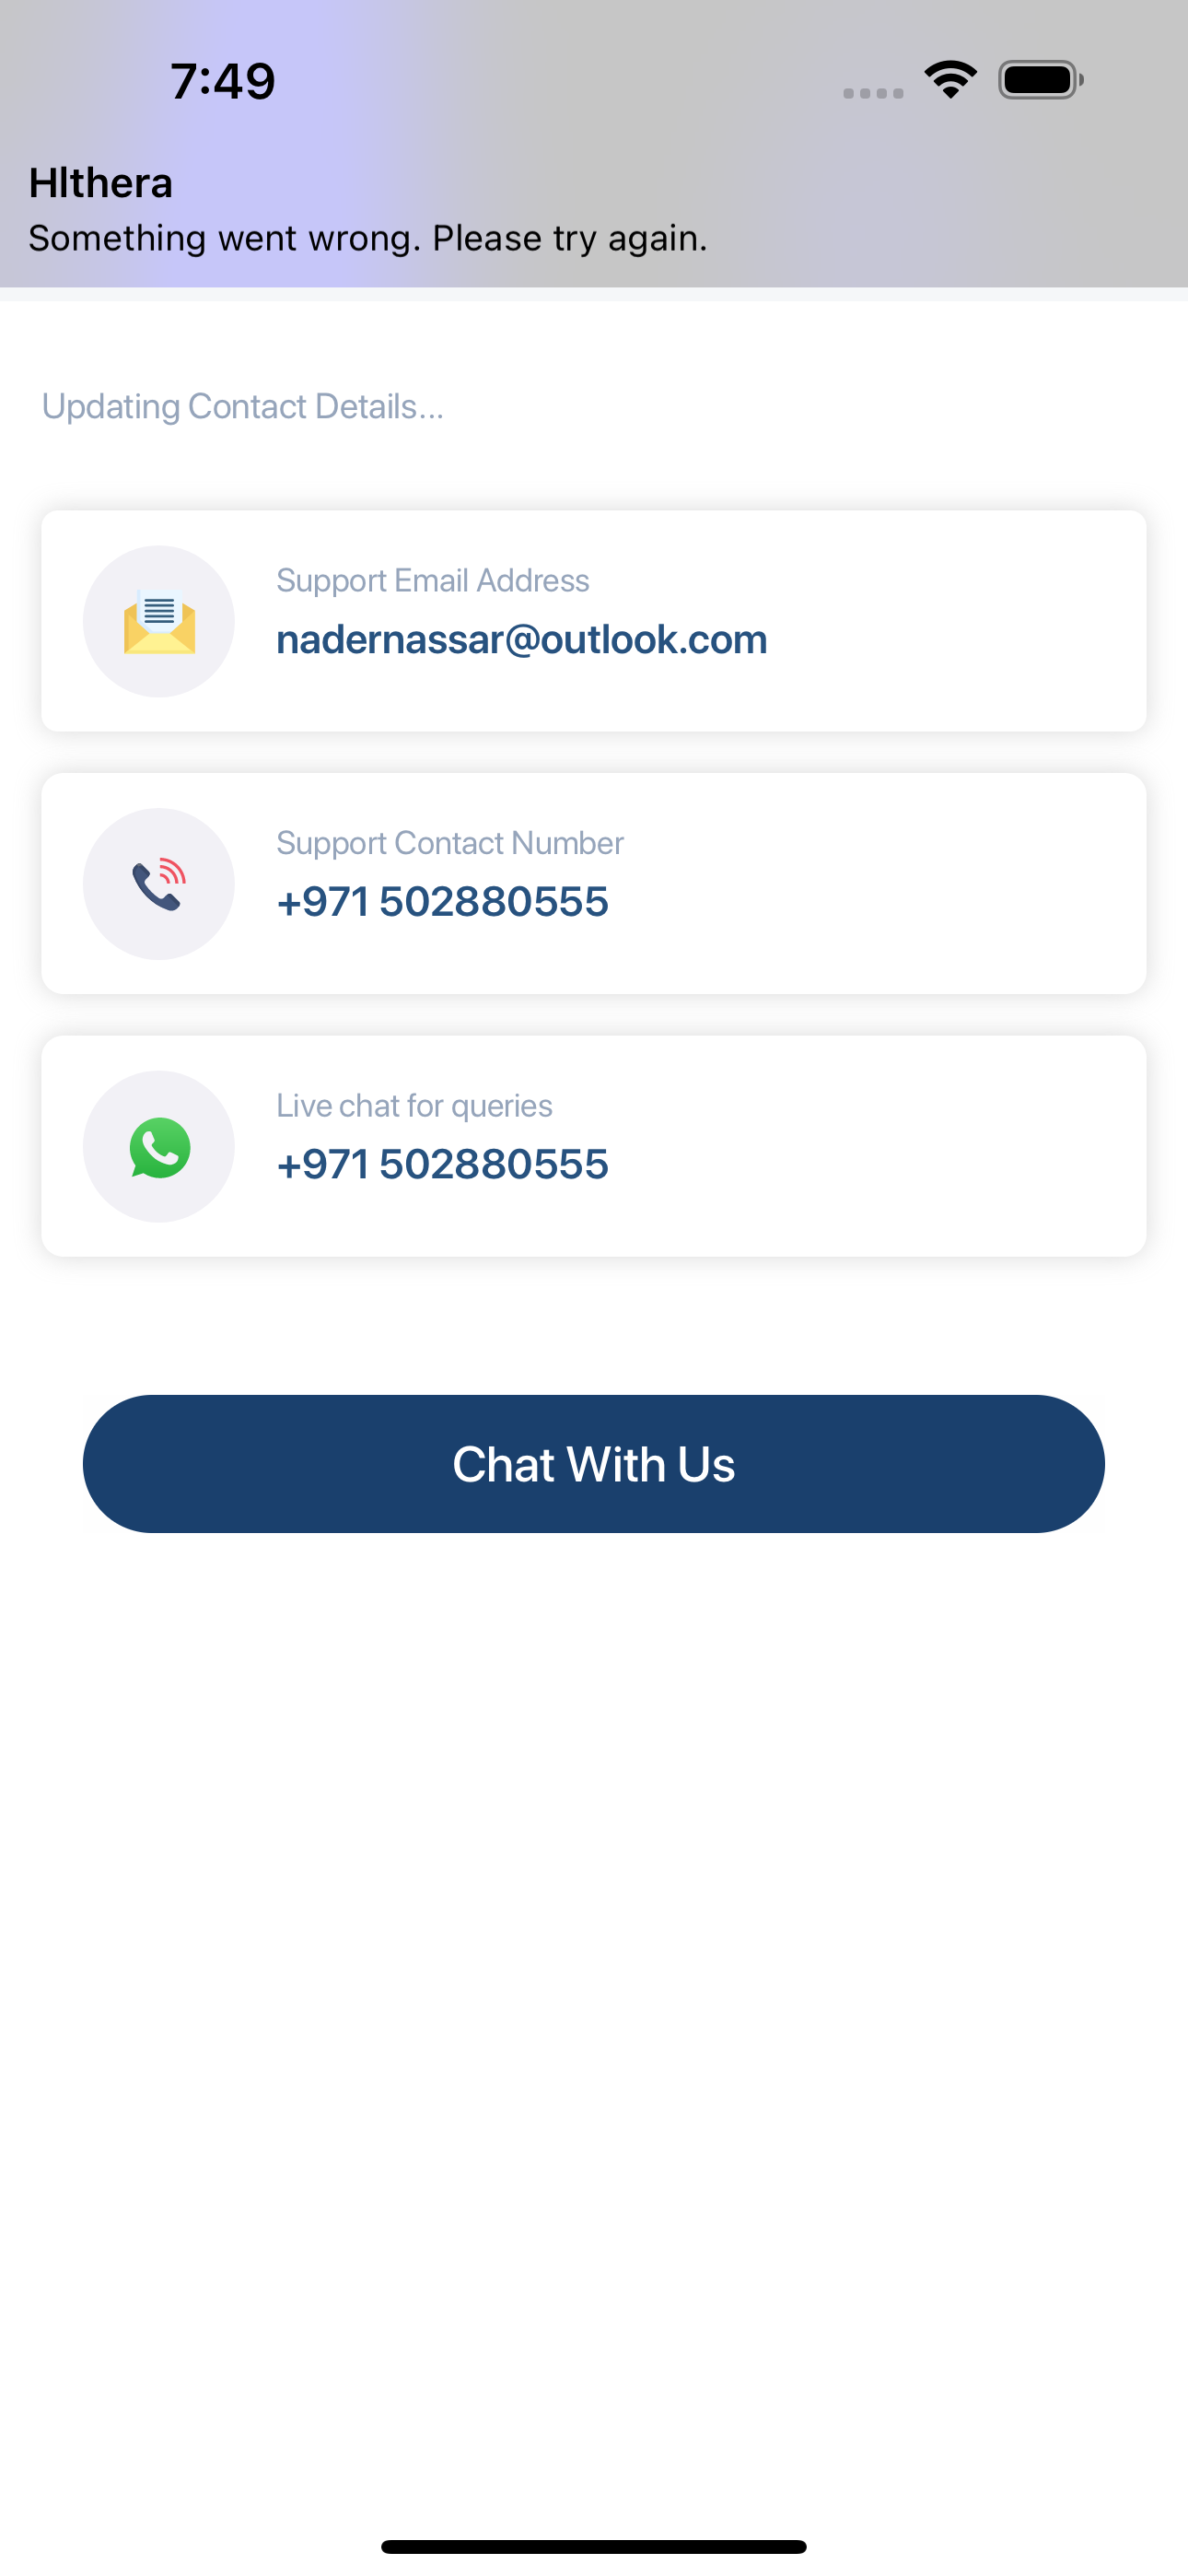 7:49
Hlthera
Something went wrong. Please try again.
Updating Contact Details...
Support Email Address
nadernassar@outlook.com
Support Contact Number
+971 502880555
Live chat for queries
+971 502880555
Chat With Us